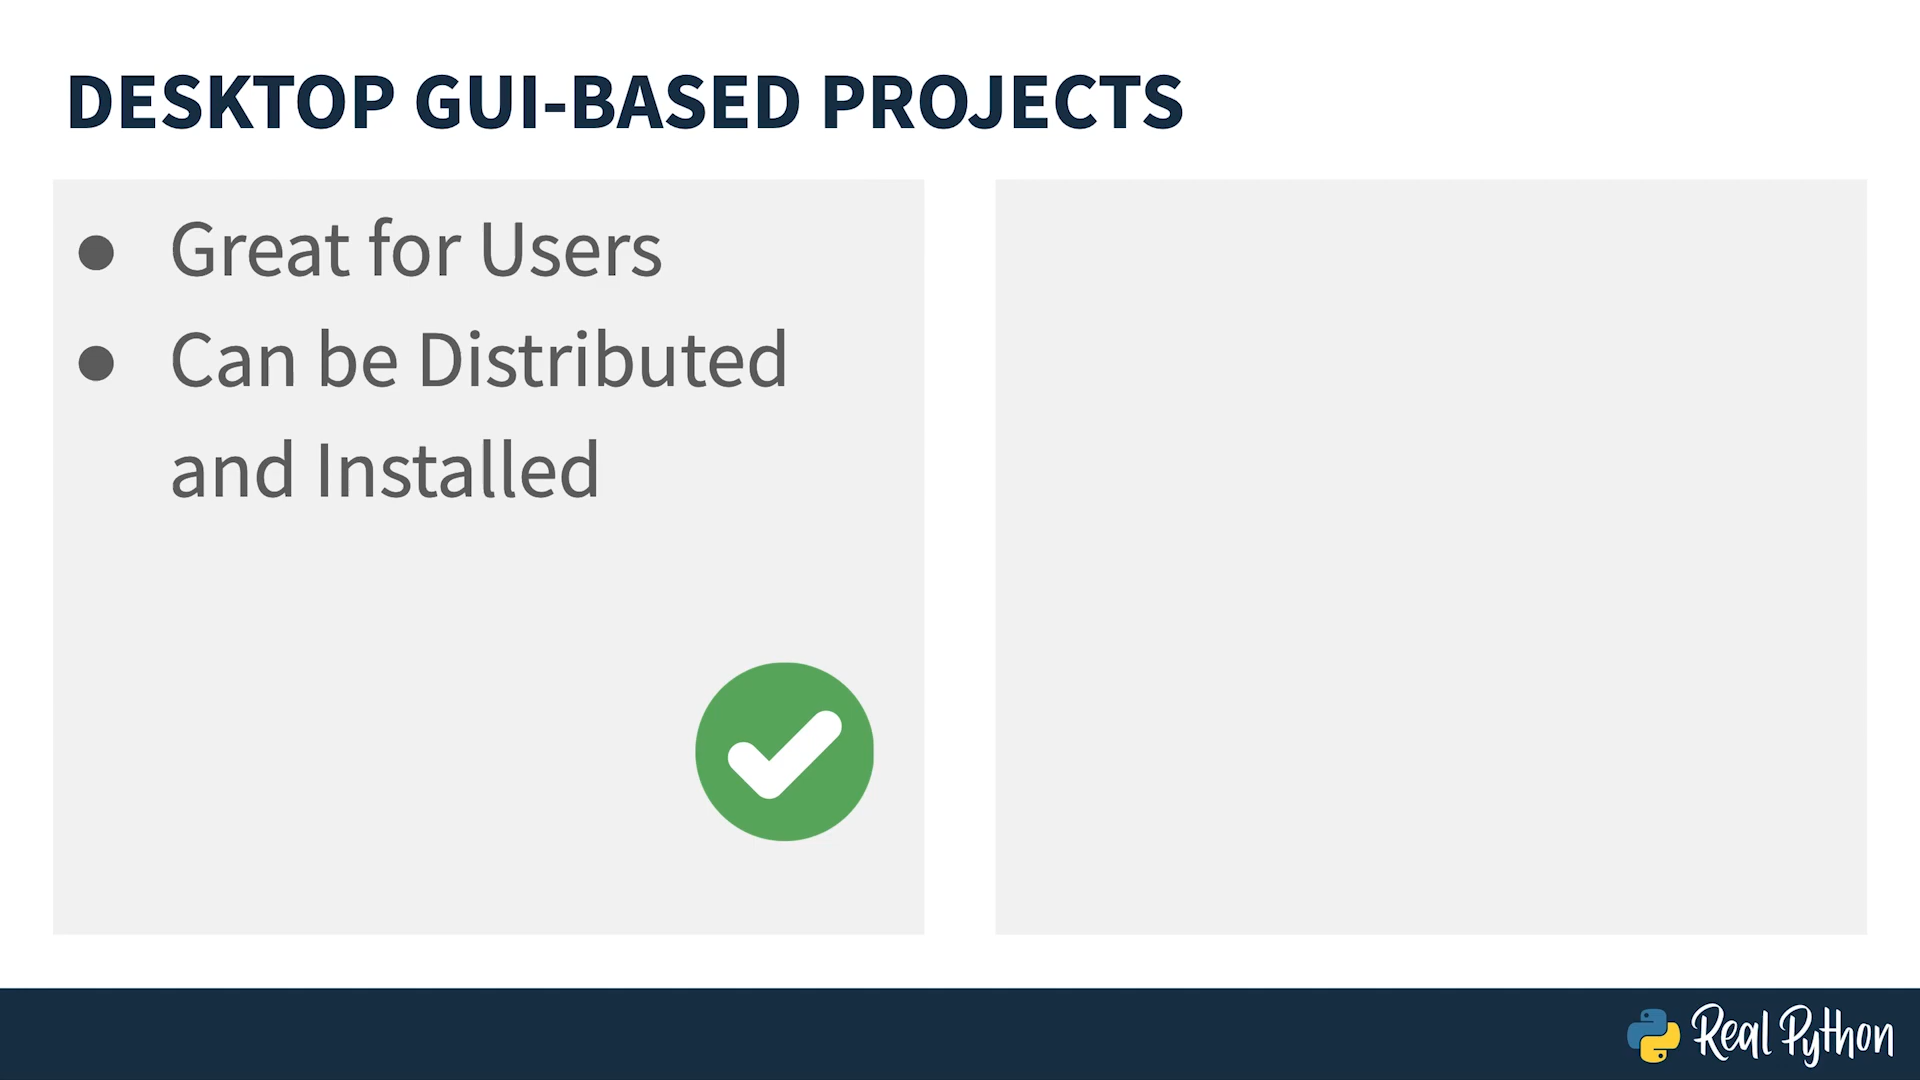 DESKTOP GUI-BASED PROJECTS
● Great for Users
● Can be Distributed
and Installed
Real Python